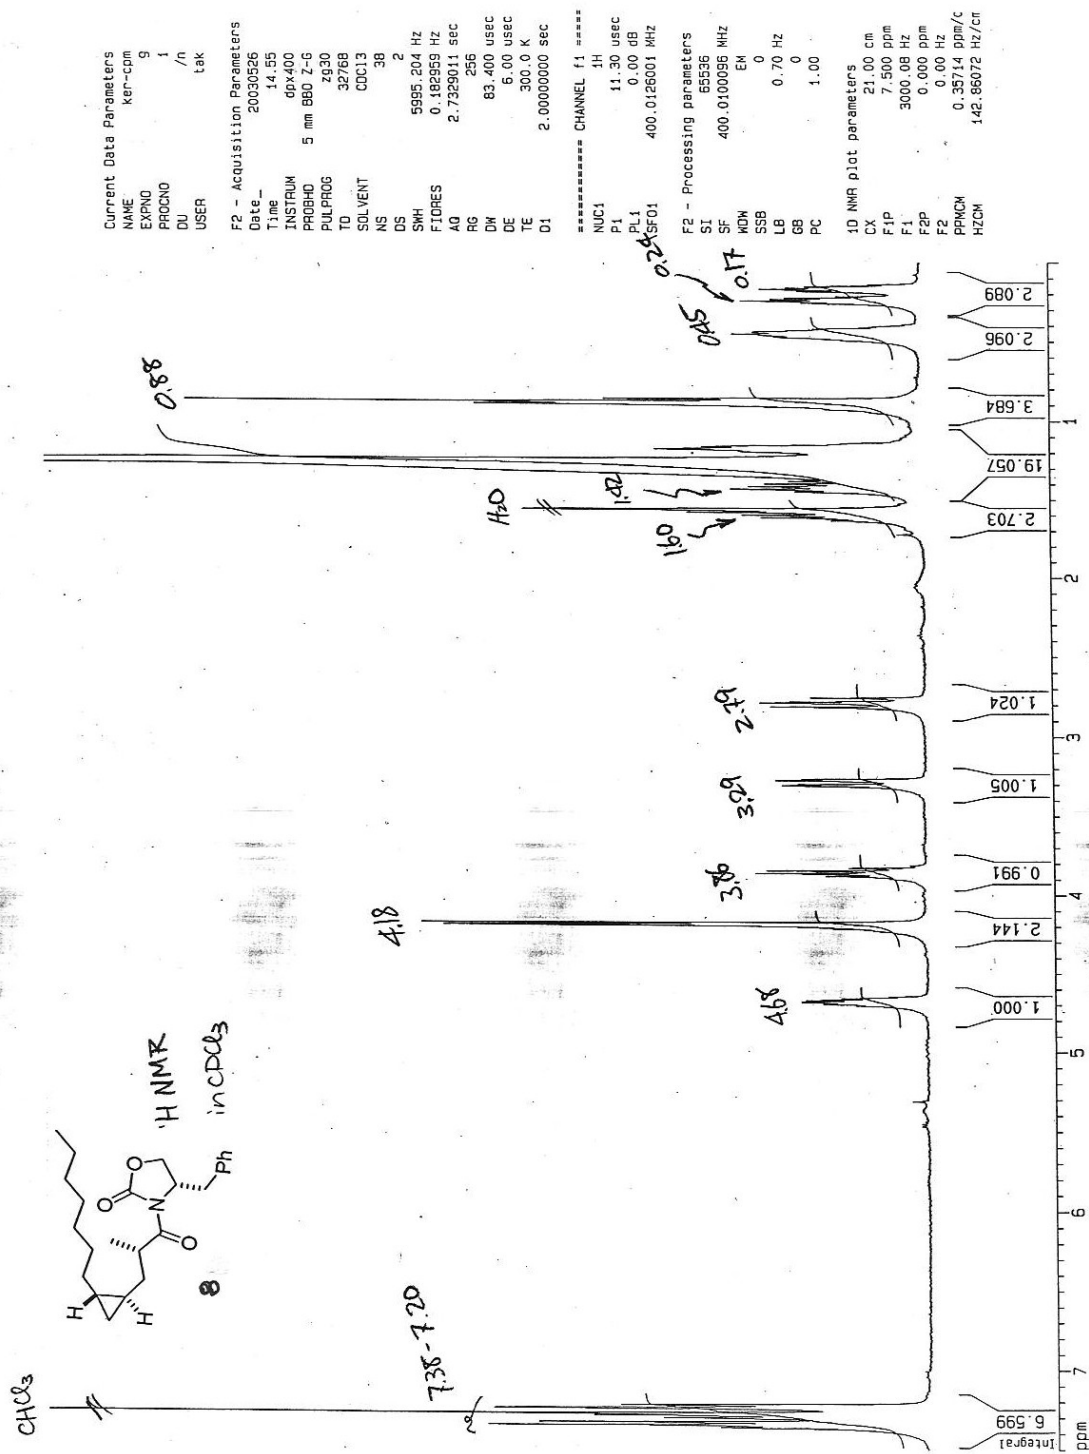 Current Data Parameters
NAME ker-cpm
EXPNO 9
PROCNO 1
DU /n
USER tak
F2 - Acquisition Parameters
Date_ 20030526
Time 14.55
INSTRUM dpx400
PROBHD 5 mm BBO Z-G
PULPROG zg30
TD 32768
SOLVENT CDCl3
NS 38
DS 2
SWH 5995.204 Hz
FIDRES 0.182959 Hz
AQ 2.7329011 sec
RG 256
DW 83.400 usec
DE 6.00 usec
TE 300.0 K
D1 2.00000000 sec
========== CHANNEL f1 ==========
NUC1 1H
P1 11.30 usec
PL1 0.00 dB
SFO1 400.0126001 MHz
F2 - Processing parameters
SI 65536
SF 400.0100096 MHz
WDW EM
SSB 0
LB 0.70 Hz
GB 0
PC 1.00
1D NMR plot parameters
CX 21.00 cm
F1P 7.500 ppm
F1 3000.08 Hz
F2P 0.000 ppm
F2 0.00 Hz
PPMCM 0.35714 ppm/c
HZCM 142.86072 Hz/cm
CHCl3
H
H
O
O
N
O
Ph
8
1H NMR
in CDCl3
7.38-7.20
4.68
4.18
3.86
3.29
2.79
1.60
H2O
1.42
0.88
0.45
0.24
0.17
Integral
6.599
1.000
2.144
0.991
1.005
1.024
2.703
19.057
3.684
2.096
2.089
ppm 7 6 5 4 3 2 1